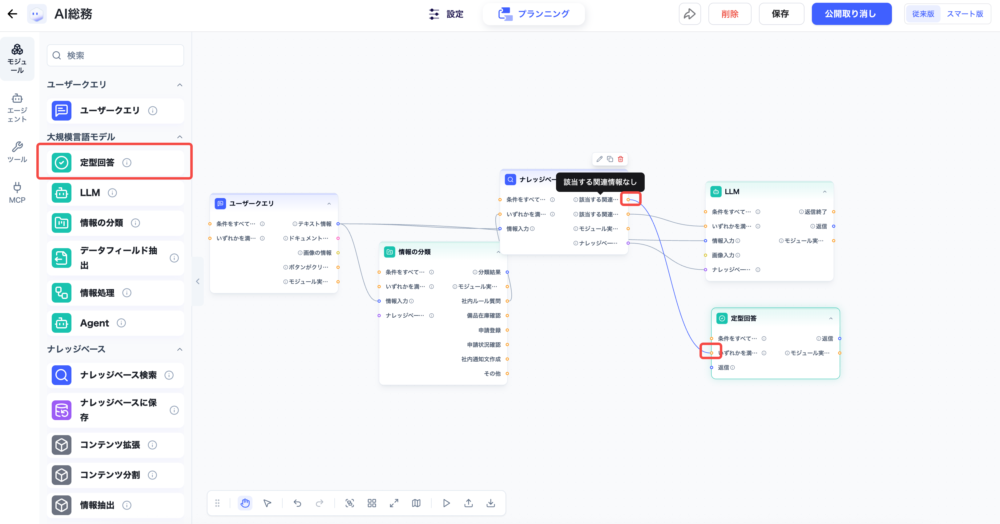 AI総務
設定
プランニング
削除
保存
公開取り消し
従来版
スマート版
モジュ
ール
エージ
ェント
ツール
MCP
検索
ユーザークエリ
ユーザークエリ
大規模言語モデル
定型回答
LLM
情報の分類
データフィールド抽
出
情報処理
Agent
ナレッジベース
ナレッジベース検索
ナレッジベースに保
存
コンテンツ拡張
コンテンツ分割
情報抽出
ユーザークエリ
条件をすべて…
テキスト情報
いずれかを満…
ドキュメント…
画像の情報
ボタンがクリ…
モジュール実…
情報の分類
条件をすべて…
分類結果
いずれかを満…
モジュール実…
情報入力
社内ルール質問
ナレッジベー…
備品在庫確認
申請登録
申請状況確認
社内通知文作成
その他
ナレッジベー
該当する関連情報なし
条件をすべて…
該当する関連…
いずれかを満…
該当する関連…
情報入力
モジュール実…
ナレッジベー…
LLM
条件をすべて…
返信終了
いずれかを満…
返信
情報入力
モジュール実…
画像入力
ナレッジベー…
定型回答
条件をすべて…
返信
いずれかを満…
モジュール実…
返信